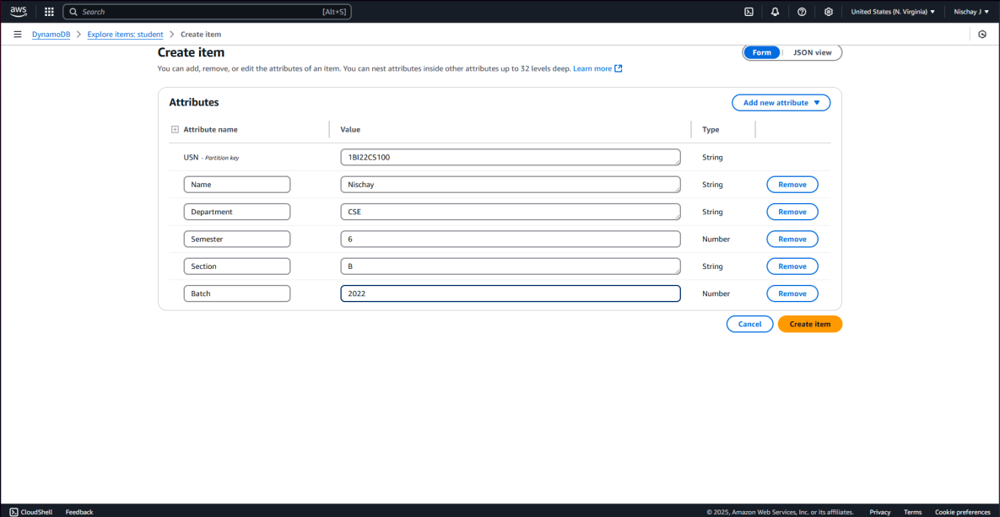 aws Search [Alt+S] United States (N. Virginia) Nischay J
DynamoDB > Explore items: student > Create item
Create item Form JSON view
You can add, remove, or edit the attributes of an item. You can nest attributes inside other attributes up to 32 levels deep. Learn more
Attributes Add new attribute
Attribute name Value Type
USN - Partition key 1BI22CS100 String
Name Nischay String Remove
Department CSE String Remove
Semester 6 Number Remove
Section B String Remove
Batch 2022 Number Remove
Cancel Create item
CloudShell Feedback © 2025, Amazon Web Services, Inc. or its affiliates. Privacy Terms Cookie preferences